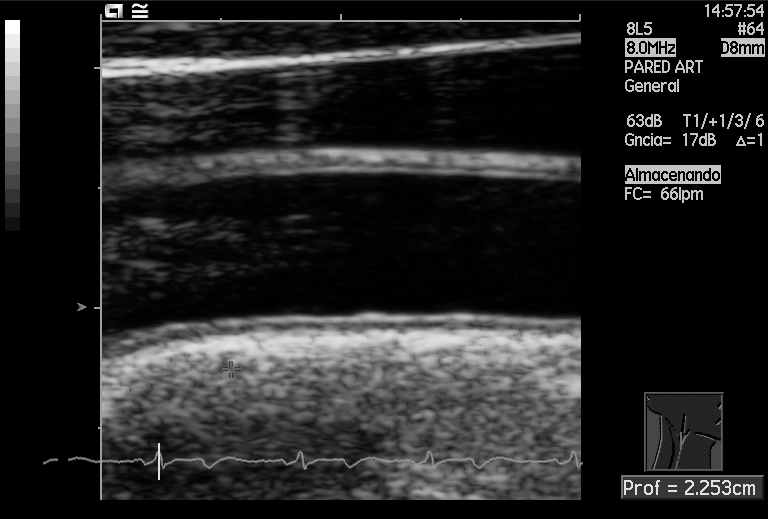 14:57:54
8L5 #64
8.0MHz 08mm
PARED ART
General
63dB T1/+1/3/ 6
Gncia= 17dB Δ=1
Almacenando
FC= 66lpm
Prof = 2.253cm